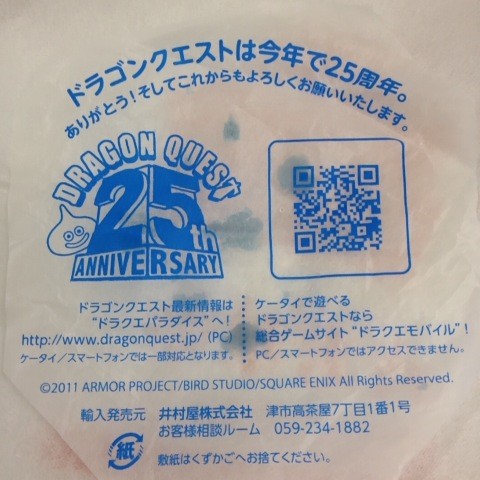 ドラゴンクエストは今年で25周年。
ありがとう!そしてこれからもよろしくお願いいたします。
DRAGON QUEST
25th
ANNIVERSARY
ドラゴンクエスト最新情報は
"ドラクエパラダイス"へ!
http://www.dragonquest.jp/ (PC)
ケータイ/スマートフォンでは一部対応となります。
ケータイで遊べる
ドラゴンクエストなら
総合ゲームサイト"ドラクエモバイル"!
PC/スマートフォンではアクセスできません。
©2011 ARMOR PROJECT/BIRD STUDIO/SQUARE ENIX All Rights Reserved.
輸入発売元 井村屋株式会社 津市高茶屋7丁目1番1号
お客様相談ルーム 059-234-1882
紙
敷紙はくずかごへお捨てください。